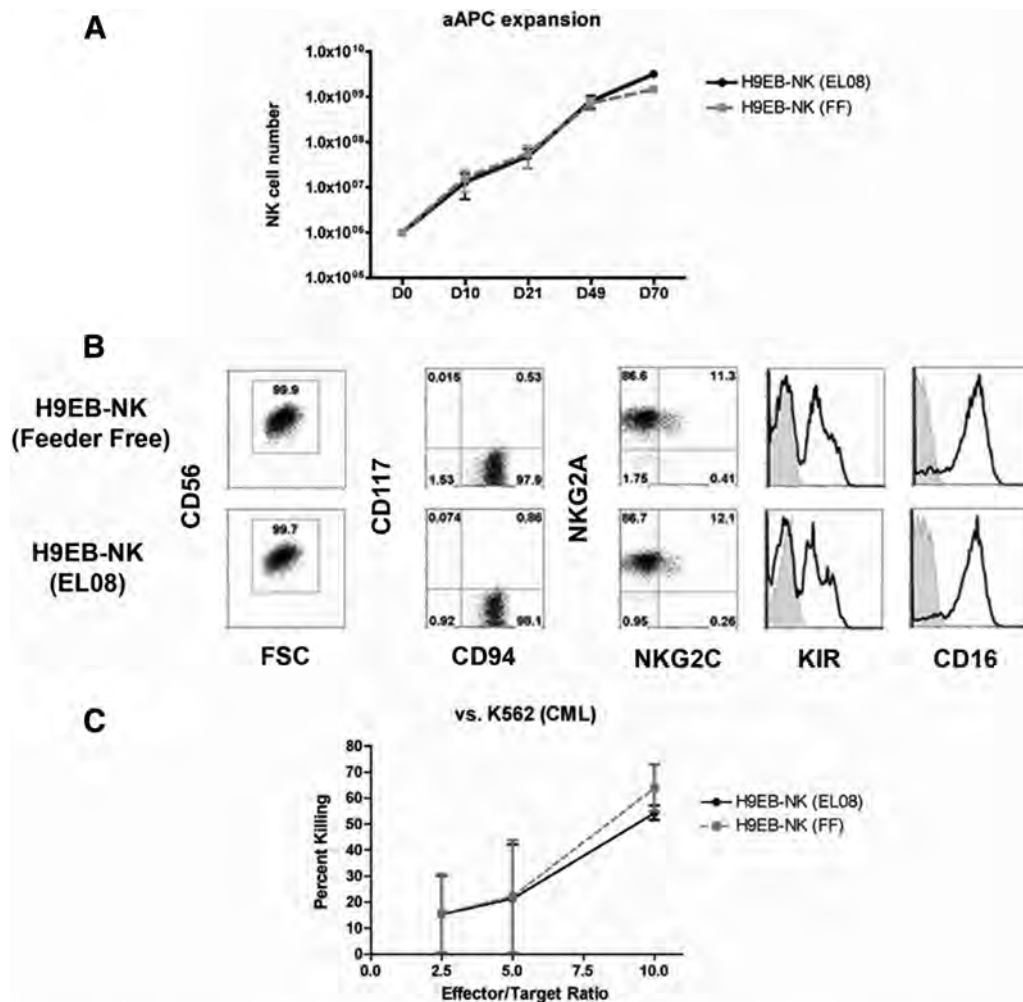 A
aAPC expansion
1.0x10¹⁰
1.0x10⁰⁹
1.0x10⁰⁸
1.0x10⁰⁷
1.0x10⁰⁶
1.0x10⁰⁵
NK cell number
D0 D10 D21 D49 D70
H9EB-NK (EL08)
H9EB-NK (FF)
B
H9EB-NK
(Feeder Free)
H9EB-NK
(EL08)
CD56
99.9
99.7
FSC
CD117
0.015 0.53
1.53 97.9
0.074 0.86
0.92 98.1
CD94
NKG2A
86.6 11.3
1.75 0.41
86.7 12.1
0.95 0.26
NKG2C
KIR
CD16
C
vs. K562 (CML)
Percent Killing
80
70
60
50
40
30
20
10
0
0.0 2.5 5.0 7.5 10.0
Effector/Target Ratio
H9EB-NK (EL08)
H9EB-NK (FF)